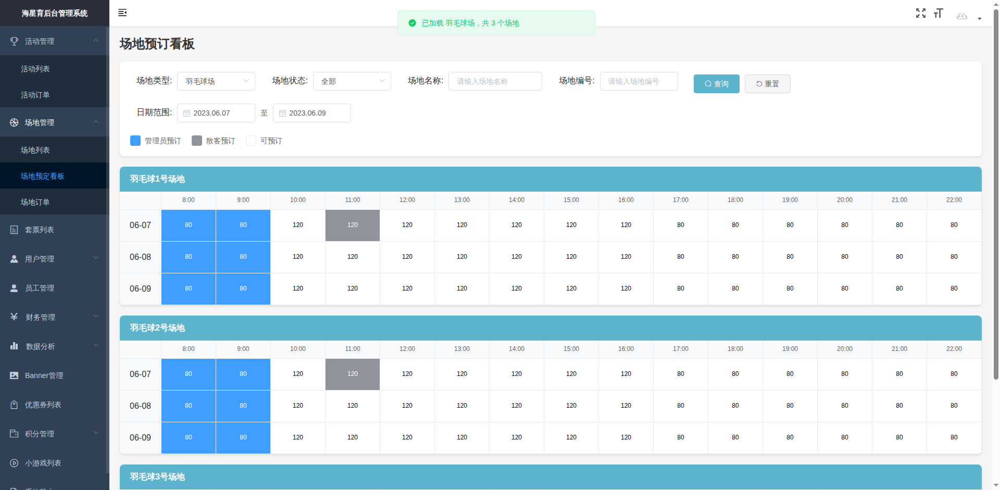 海星育后台管理系统
已加载 羽毛球场，共 3 个场地
活动管理
活动列表
活动订单
场地管理
场地列表
场地预定看板
场地订单
套票列表
用户管理
员工管理
财务管理
数据分析
Banner管理
优惠券列表
积分管理
小游戏列表
场地预订看板
场地类型: 羽毛球场 场地状态: 全部 场地名称: 请输入场地名称 场地编号: 请输入场地编号 查询 重置
日期范围: 2023.06.07 至 2023.06.09
管理员预订 散客预订 可预订
羽毛球1号场地
8:00 9:00 10:00 11:00 12:00 13:00 14:00 15:00 16:00 17:00 18:00 19:00 20:00 21:00 22:00
06-07 80 80 120 120 120 120 120 120 120 80 80 80 80 80 80
06-08 80 80 120 120 120 120 120 120 120 80 80 80 80 80 80
06-09 80 80 120 120 120 120 120 120 120 80 80 80 80 80 80
羽毛球2号场地
8:00 9:00 10:00 11:00 12:00 13:00 14:00 15:00 16:00 17:00 18:00 19:00 20:00 21:00 22:00
06-07 80 80 120 120 120 120 120 120 120 80 80 80 80 80 80
06-08 80 80 120 120 120 120 120 120 120 80 80 80 80 80 80
06-09 80 80 120 120 120 120 120 120 120 80 80 80 80 80 80
羽毛球3号场地